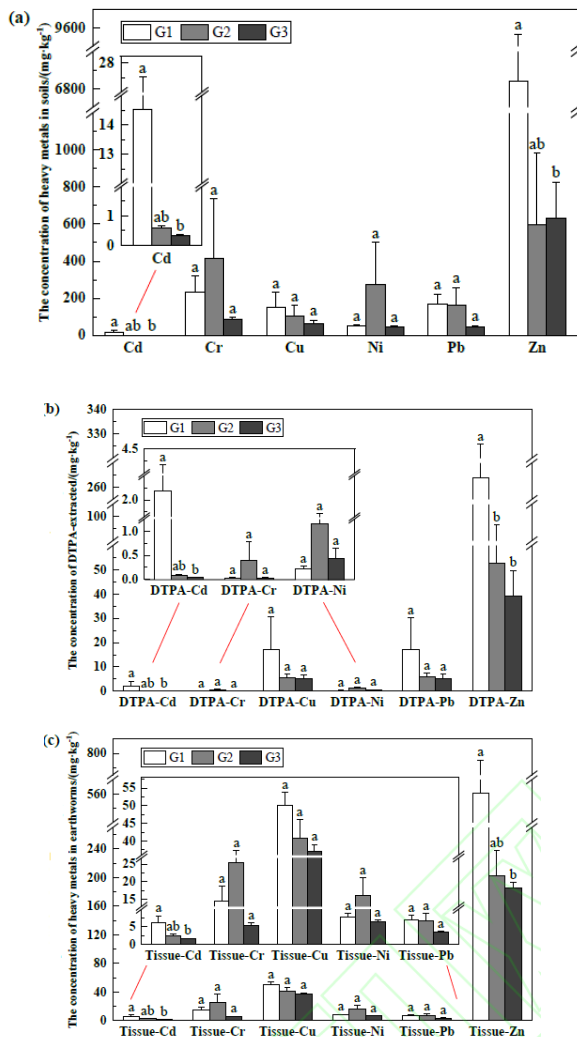 (a)
The concentration of heavy metals in soils/(mg·kg⁻¹)
9600
6800
1000
800
600
400
200
0
G1 G2 G3
28
14
13
1
0
a
ab b
Cd
a ab b
a a a
a a a
a a a
a a a
a ab b
Cd Cr Cu Ni Pb Zn
(b)
The concentration of DTPA-extracted/(mg·kg⁻¹)
340
330
260
100
50
40
30
20
10
0
G1 G2 G3
4.5
2.0
1.0
0.5
0.0
a ab b
a a a
a a a
DTPA-Cd DTPA-Cr DTPA-Ni
a ab b
a a a
a a a
a a a
a a a
a b b
DTPA-Cd DTPA-Cr DTPA-Cu DTPA-Ni DTPA-Pb DTPA-Zn
(c)
The concentration of heavy metals in earthworms/(mg·kg⁻¹)
800
560
240
200
160
120
80
40
0
G1 G2 G3
55
50
45
40
25
20
15
5
0
a ab b
a a a
a a a
a a a
a a a
Tissue-Cd Tissue-Cr Tissue-Cu Tissue-Ni Tissue-Pb
a ab b
a a a
a a a
a a a
a a a
a ab b
Tissue-Cd Tissue-Cr Tissue-Cu Tissue-Ni Tissue-Pb Tissue-Zn